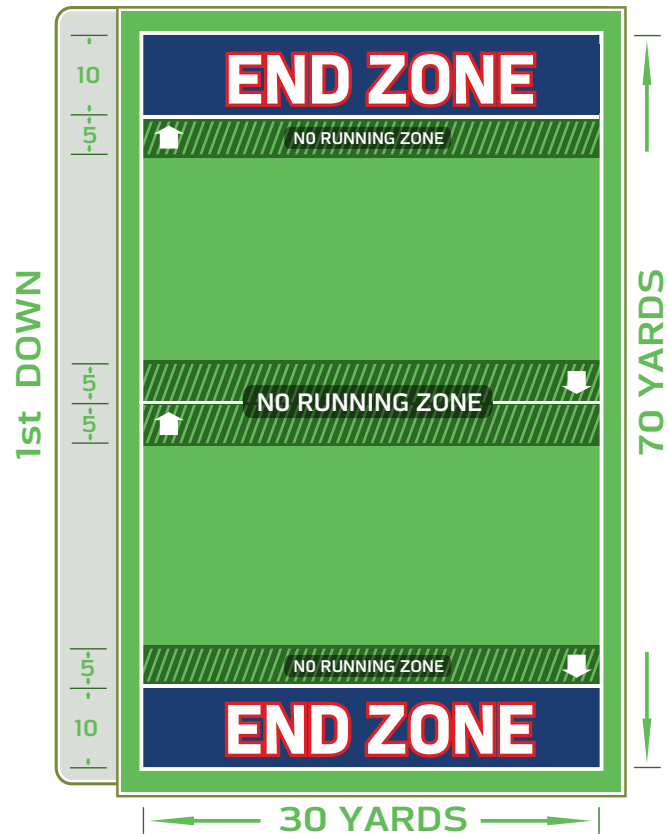 10
END ZONE
5
NO RUNNING ZONE
1st DOWN
70 YARDS
5
NO RUNNING ZONE
5
5
NO RUNNING ZONE
10
END ZONE
30 YARDS